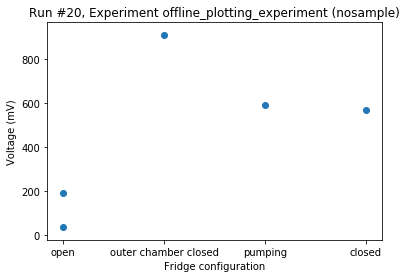 Run #20, Experiment offline_plotting_experiment (nosample)
Voltage (mV)
800
600
400
200
0
open
outer chamber closed
pumping
closed
Fridge configuration